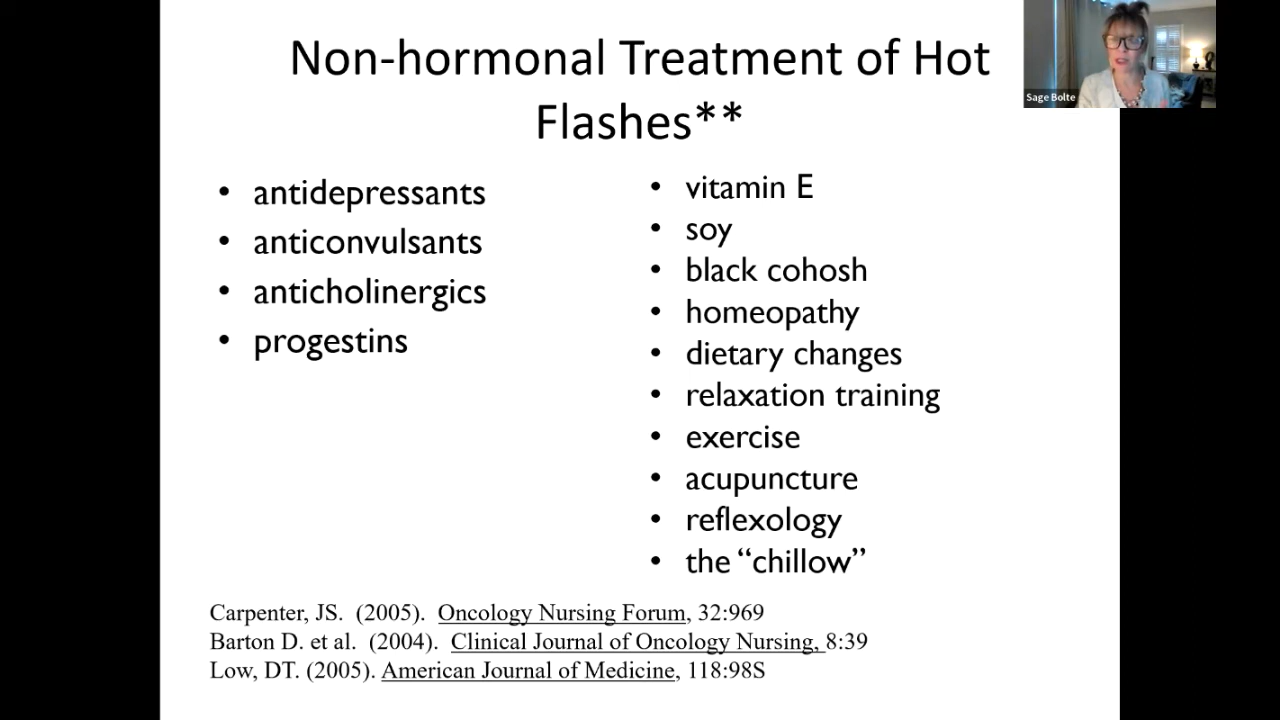 Non-hormonal Treatment of Hot
Flashes**
Sage Bolte
• antidepressants
• anticonvulsants
• anticholinergics
• progestins
• vitamin E
• soy
• black cohosh
• homeopathy
• dietary changes
• relaxation training
• exercise
• acupuncture
• reflexology
• the “chillow”
Carpenter, JS. (2005). Oncology Nursing Forum, 32:969
Barton D. et al. (2004). Clinical Journal of Oncology Nursing, 8:39
Low, DT. (2005). American Journal of Medicine, 118:98S